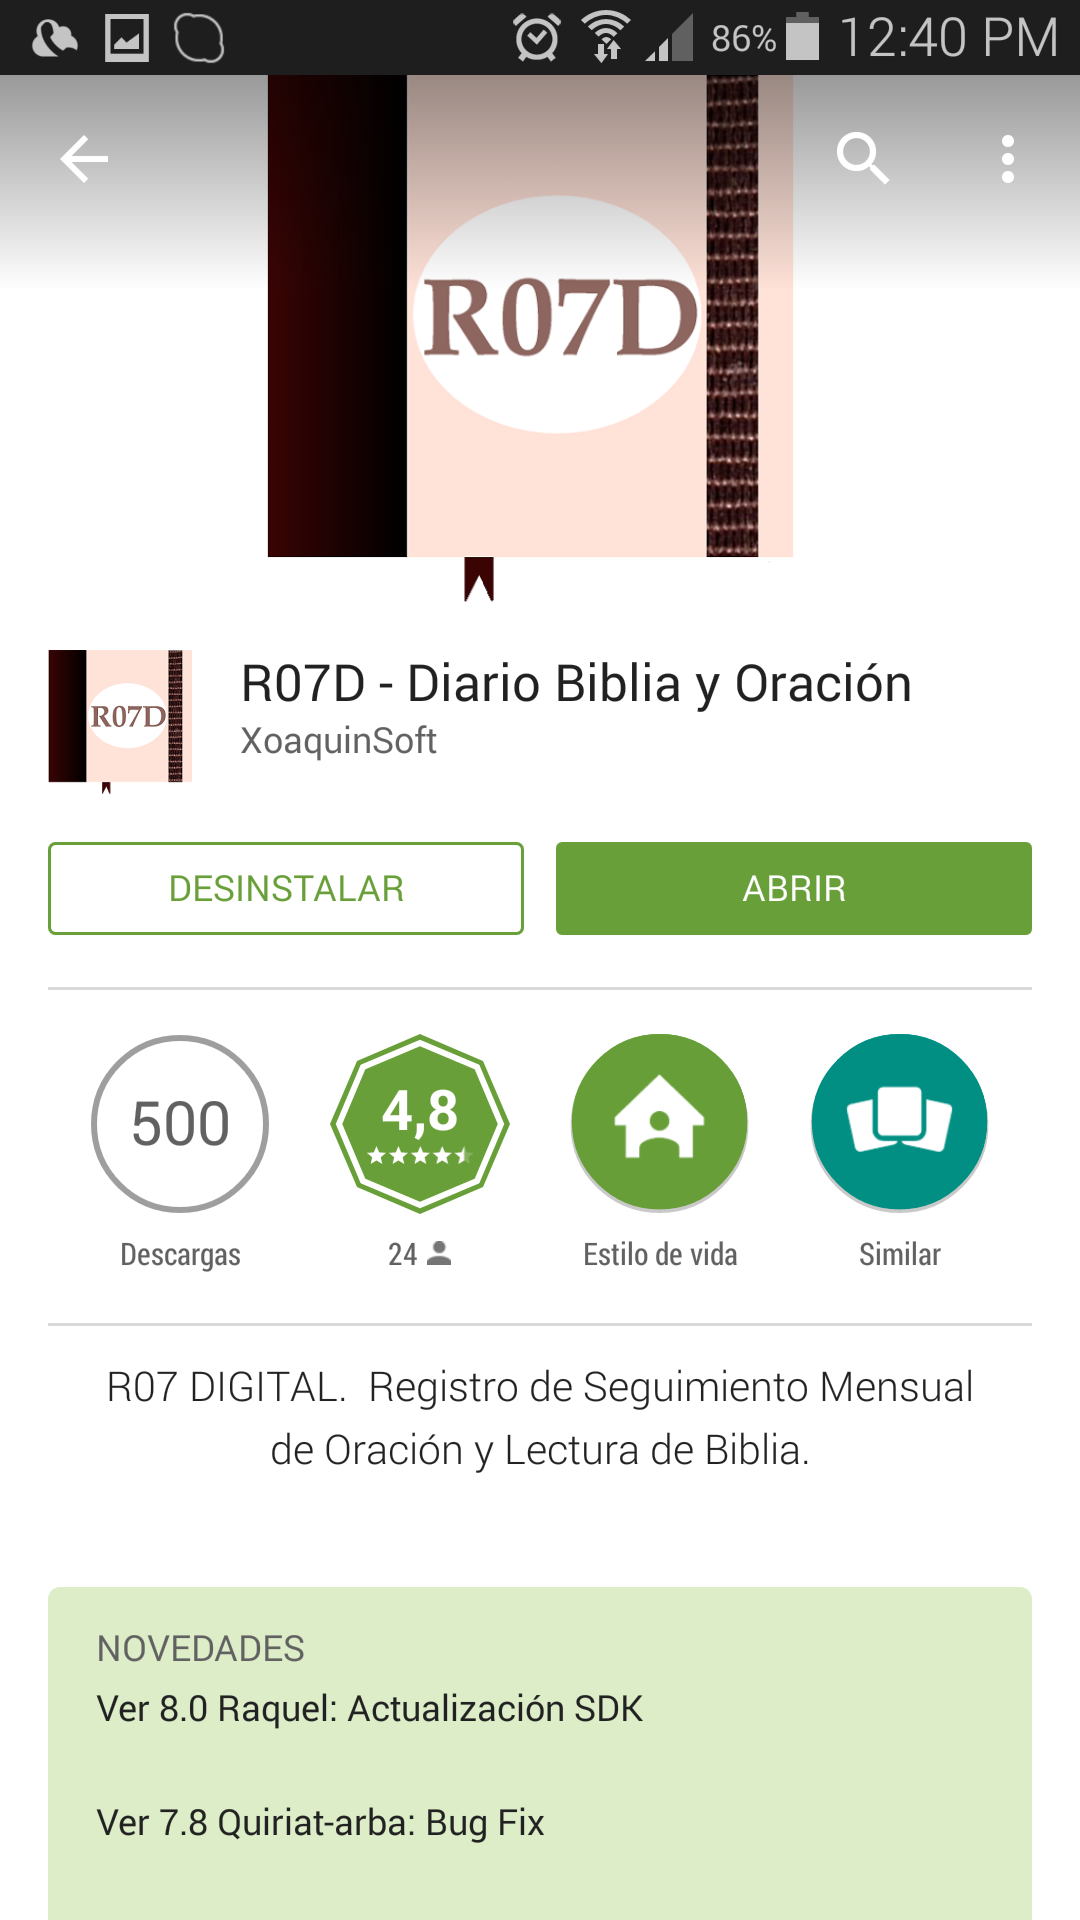 86% 12:40 PM
R07D
R07D
R07D - Diario Biblia y Oración
XoaquinSoft
DESINSTALAR
ABRIR
500
4,8
Descargas
24
Estilo de vida
Similar
R07 DIGITAL.  Registro de Seguimiento Mensual
de Oración y Lectura de Biblia.
NOVEDADES
Ver 8.0 Raquel: Actualización SDK
Ver 7.8 Quiriat-arba: Bug Fix